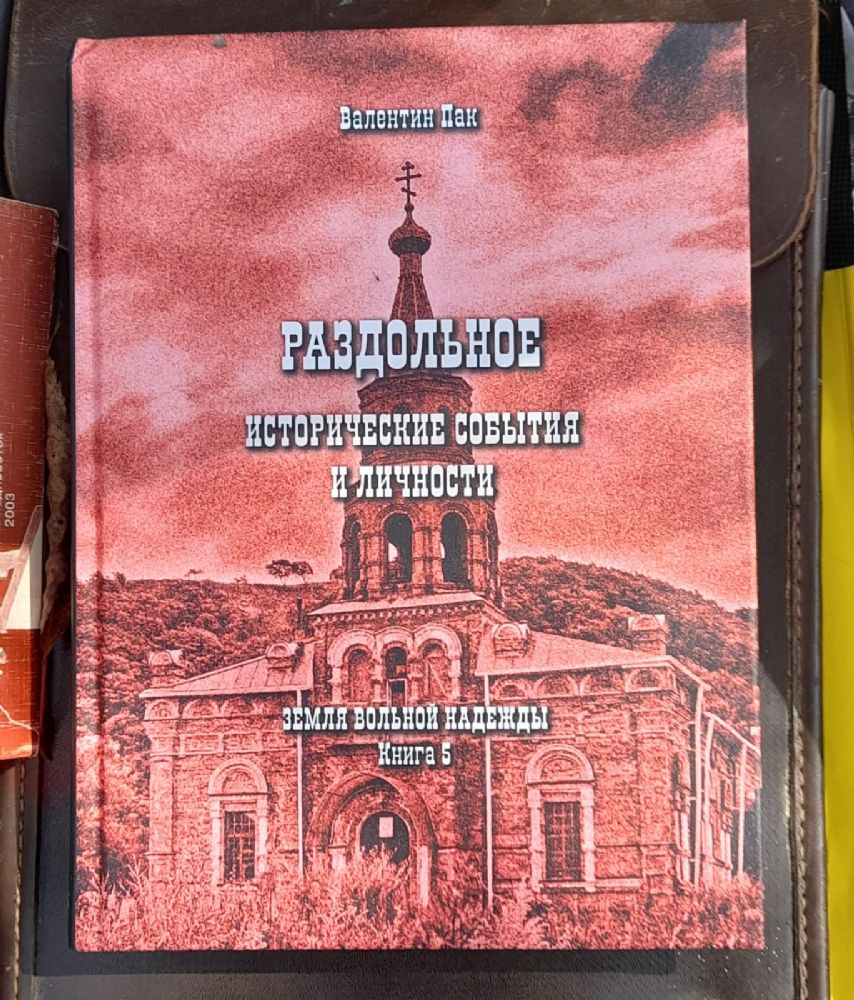 Валентин Пак
РАЗДОЛЬНОЕ
ИСТОРИЧЕСКИЕ СОБЫТИЯ
И ЛИЧНОСТИ
ЗЕМЛЯ ВОЛЬНОЙ НАДЕЖДЫ
Книга 5
2003